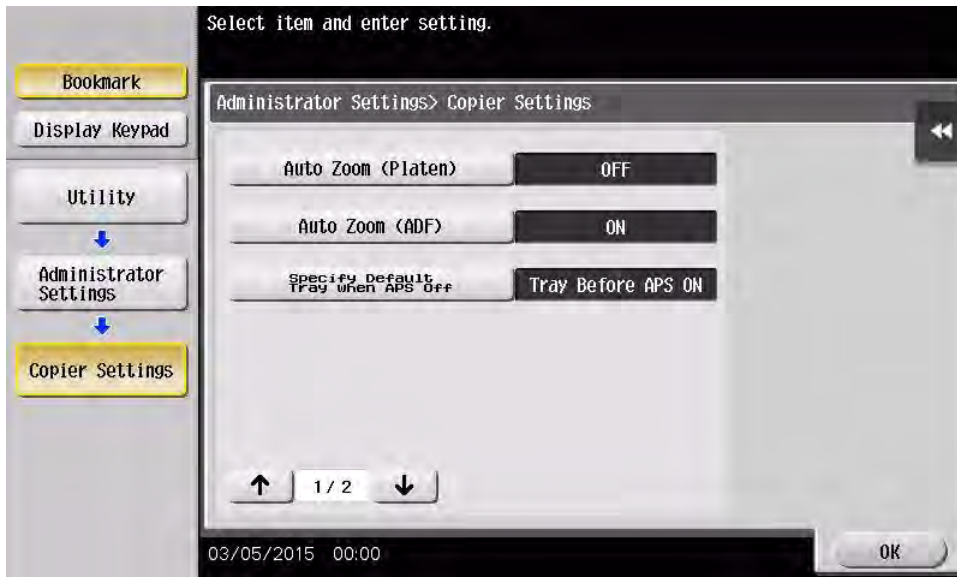 Select item and enter setting.
Bookmark
Display Keypad
Utility
Administrator
Settings
Copier Settings
Administrator Settings> Copier Settings
Auto Zoom (Platen)
OFF
Auto Zoom (ADF)
ON
Specify Default
Tray when APS Off
Tray Before APS ON
1/2
03/05/2015 00:00
OK